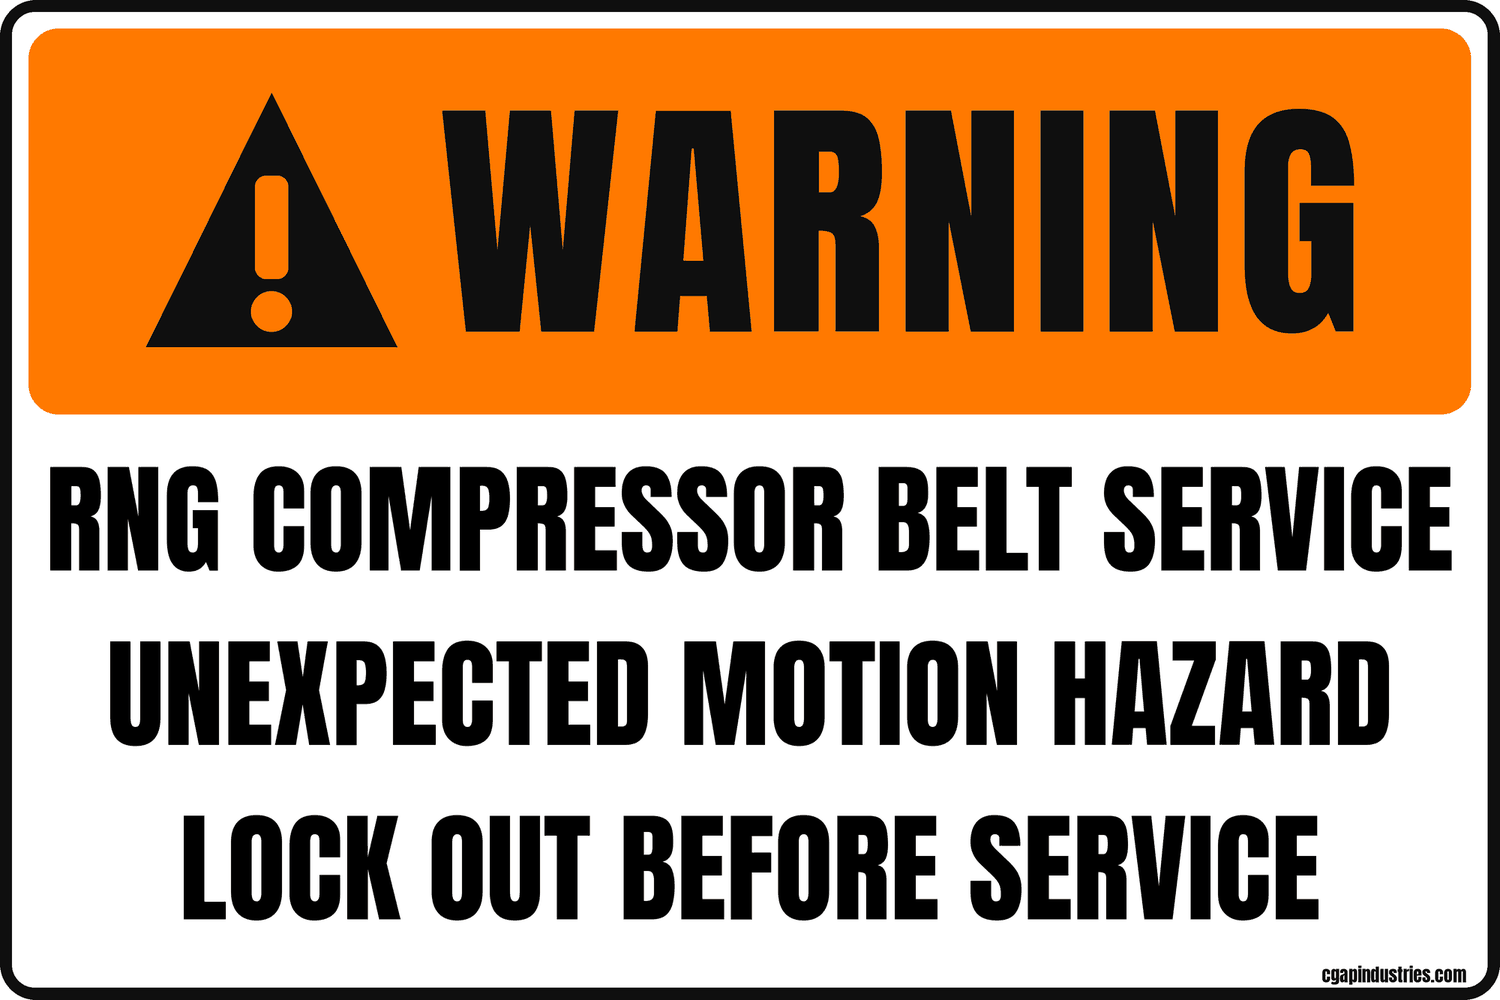 WARNING
RNG COMPRESSOR BELT SERVICE
UNEXPECTED MOTION HAZARD
LOCK OUT BEFORE SERVICE
cgapindustries.com